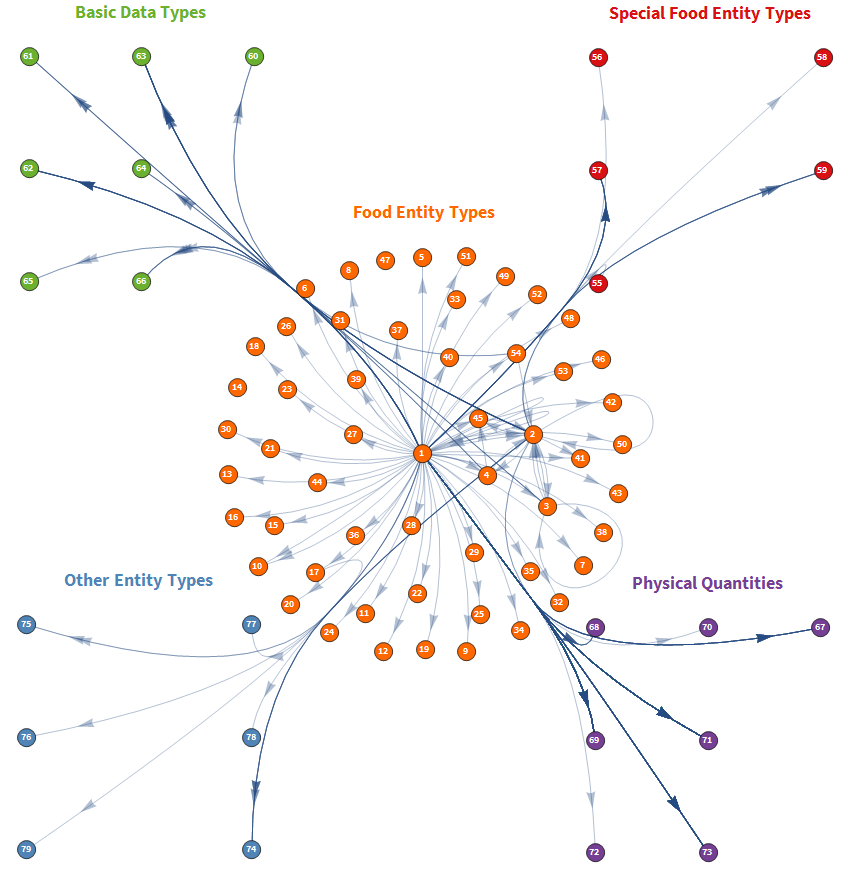 Basic Data Types
Special Food Entity Types
61 63 60 56 58
62 64 57 59
Food Entity Types
65 66 55
47 5 51
8 49
6 33 52
26 31 37 48
18 40 54 46
14 23 39 53 42
30 27 45 2 50
21 1 41
13 44 4 43
16 15 28 3 38
36 29 7
10 17 35
Other Entity Types
Physical Quantities
20 11 22 25 32
75 77 24 12 19 9 34 68 70 67
76 78 69 71
79 74 72 73